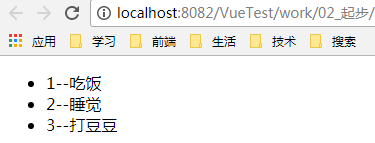 localhost:8082/VueTest/work/02_起步/
应用 学习 前端 生活 技术 搜索
1--吃饭
2--睡觉
3--打豆豆